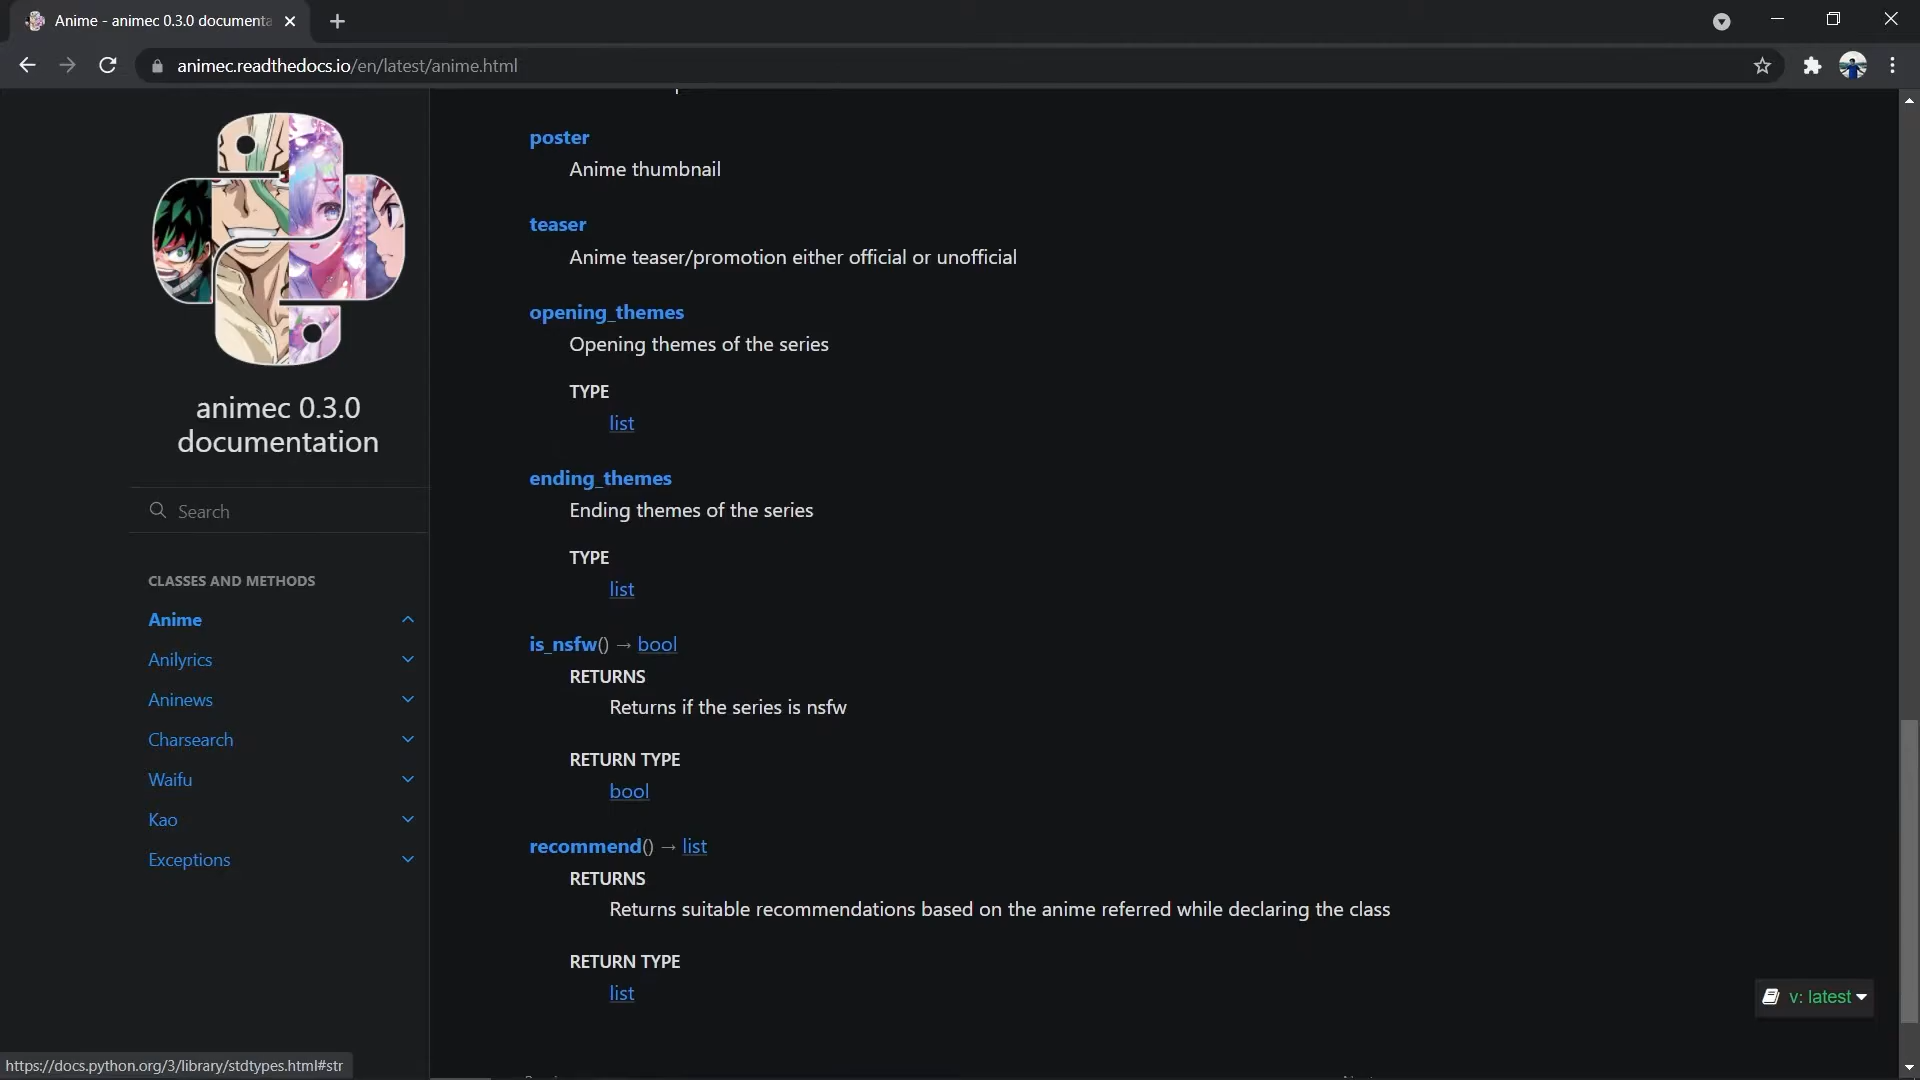 Anime - animec 0.3.0 documenta
animec.readthedocs.io/en/latest/anime.html
animec 0.3.0
documentation
Search
CLASSES AND METHODS
Anime
Anilyrics
Aninews
Charsearch
Waifu
Kao
Exceptions
poster
Anime thumbnail
teaser
Anime teaser/promotion either official or unofficial
opening_themes
Opening themes of the series
TYPE
list
ending_themes
Ending themes of the series
TYPE
list
is_nsfw() → bool
RETURNS
Returns if the series is nsfw
RETURN TYPE
bool
recommend() → list
RETURNS
Returns suitable recommendations based on the anime referred while declaring the class
RETURN TYPE
list
v: latest
https://docs.python.org/3/library/stdtypes.html#str